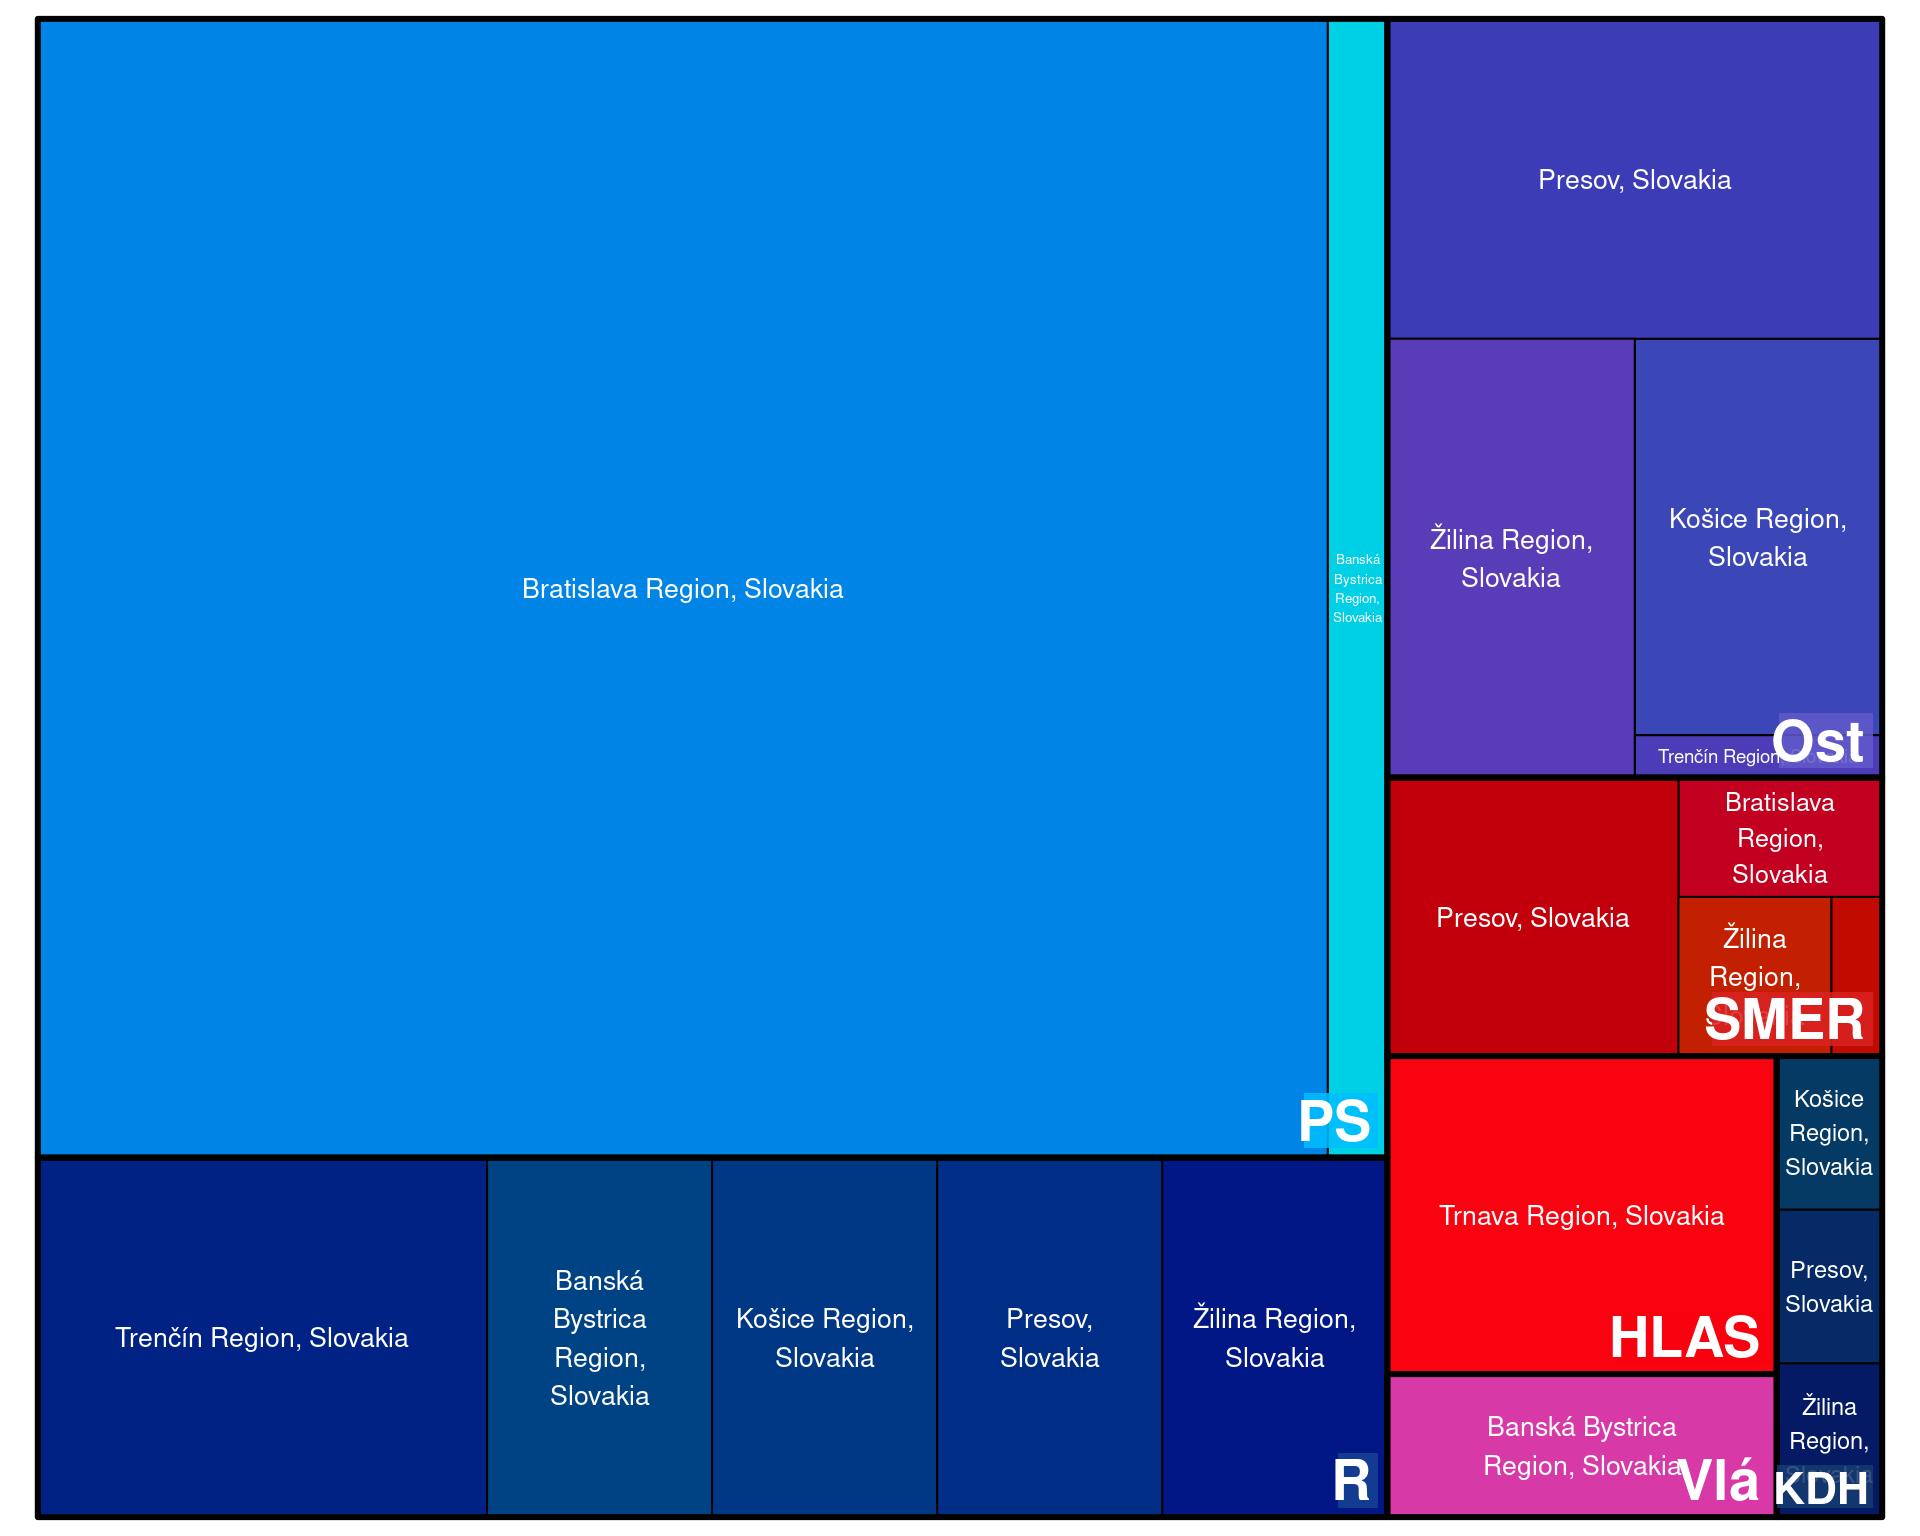 Bratislava Region, Slovakia
Banská
Bystrica
Region,
Slovakia
PS
Trenčín Region, Slovakia
Banská
Bystrica
Region,
Slovakia
Košice Region,
Slovakia
Presov,
Slovakia
Žilina Region,
Slovakia
R
Presov, Slovakia
Žilina Region,
Slovakia
Košice Region,
Slovakia
Trenčín Region
Ost
Presov, Slovakia
Bratislava
Region,
Slovakia
Žilina
Region,
SMER
Trnava Region, Slovakia
HLAS
Banská Bystrica
Region, Slovakia
Vlá
Košice
Region,
Slovakia
Presov,
Slovakia
Žilina
Region,
KDH